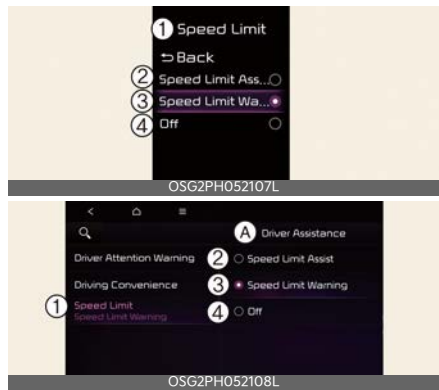 ① Speed Limit
⮌ Back
② Speed Limit Ass...
③ Speed Limit Wa...
④ Off
OSG2PH052107L
Ⓐ Driver Assistance
Driver Attention Warning
② Speed Limit Assist
Driving Convenience
③ Speed Limit Warning
① Speed Limit
Speed Limit Warning
④ Off
OSG2PH052108L